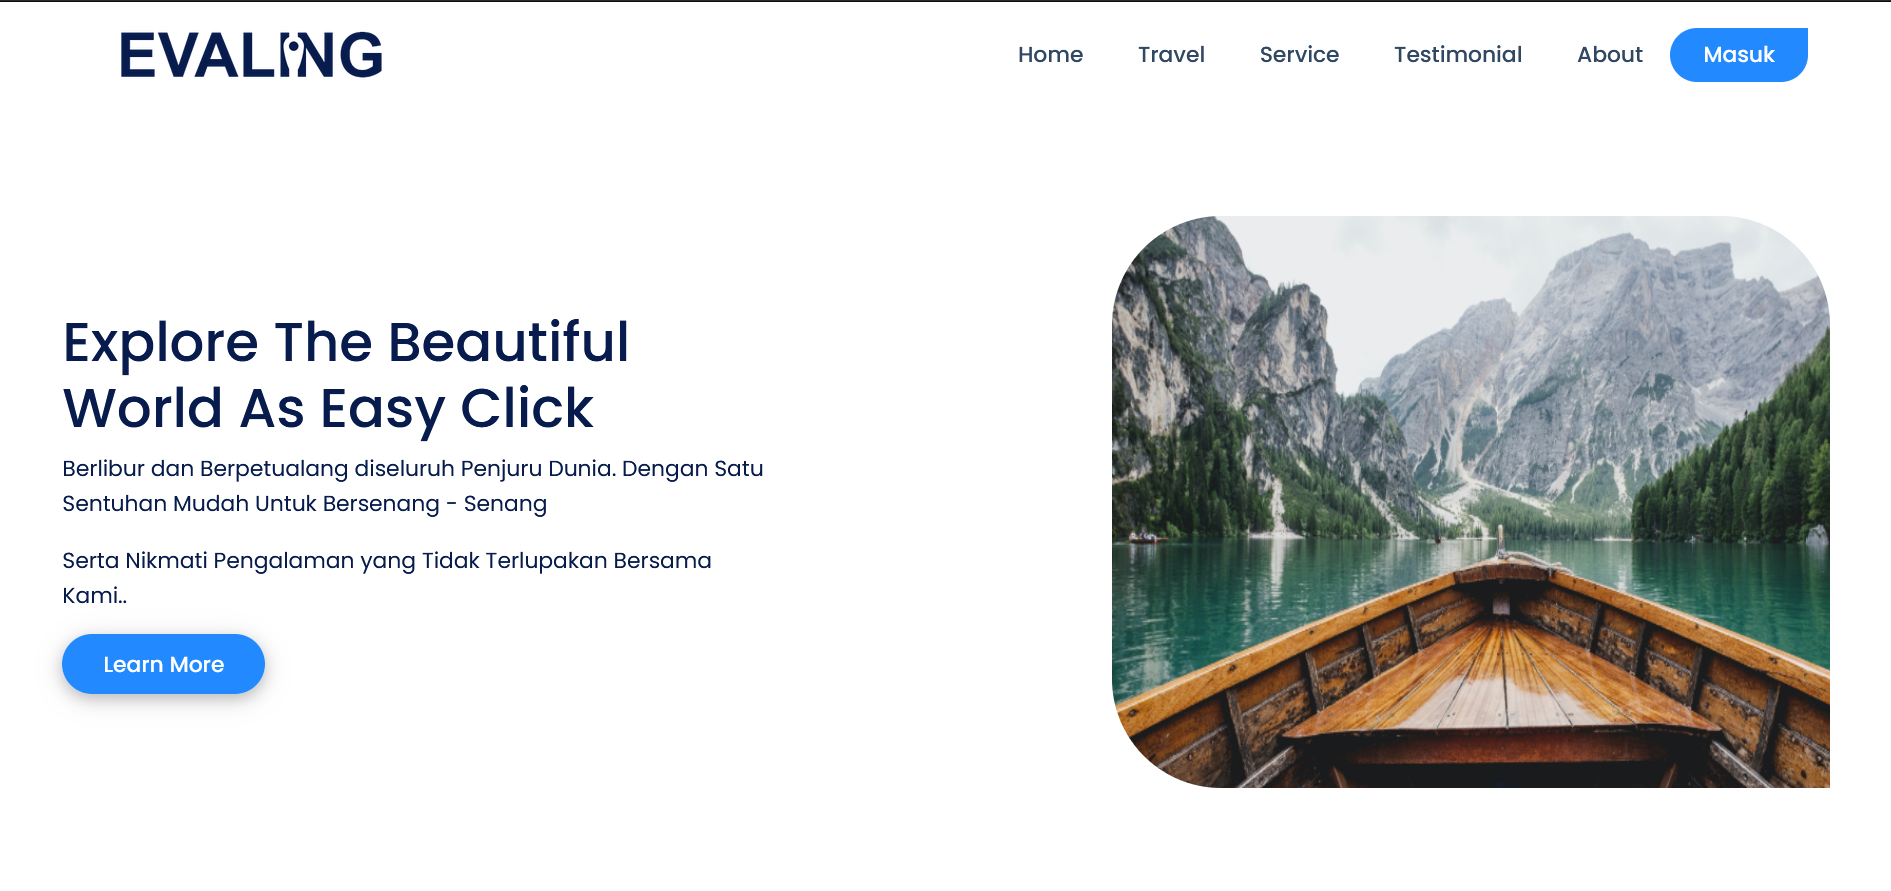 EVALING
Home Travel Service Testimonial About Masuk
Explore The Beautiful
World As Easy Click
Berlibur dan Berpetualang diseluruh Penjuru Dunia. Dengan Satu
Sentuhan Mudah Untuk Bersenang - Senang
Serta Nikmati Pengalaman yang Tidak Terlupakan Bersama
Kami..
Learn More